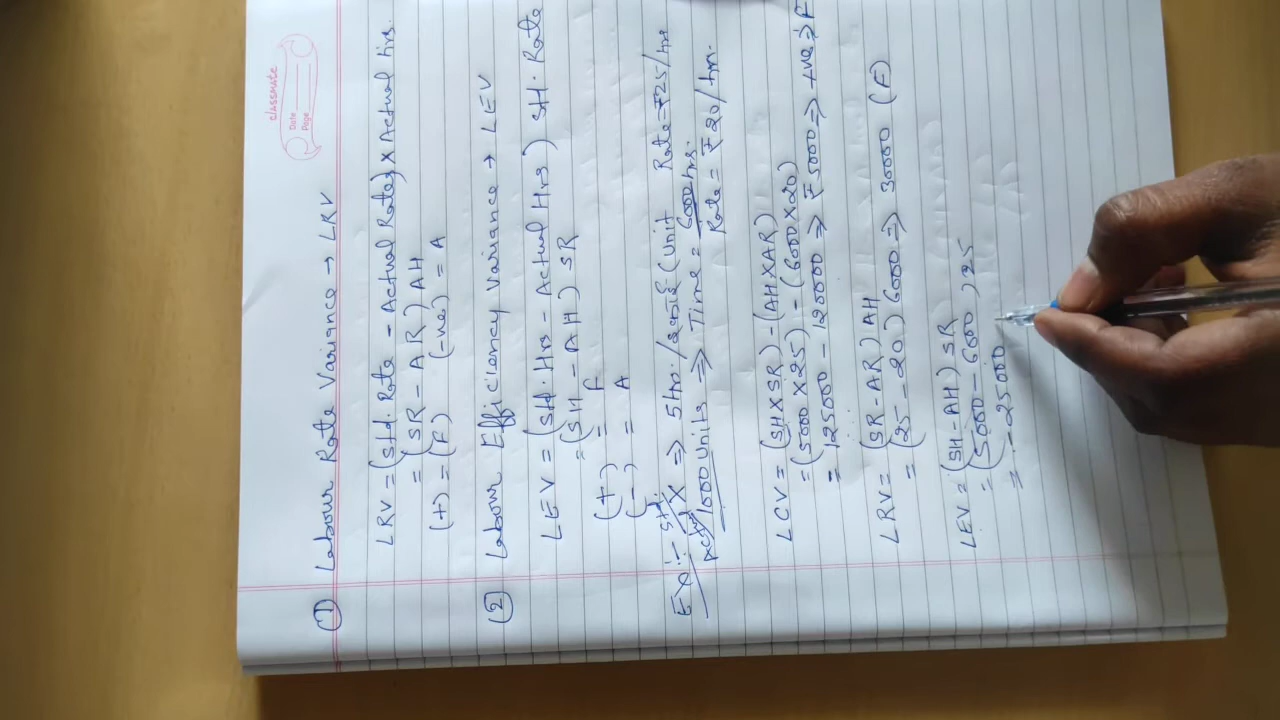 classmate
Date
Page
① Labour Rate Variance → LRV
LRV = (Std. Rate - Actual Rate) x Actual hrs.
= (SR - AR) AH
(+) = (F) (-ve) = A
② Labour Efficiency Variance → LEV
LEV = (Std. Hrs - Actual Hrs) Std. Rate
= (SH - AH) SR
(+) = F
(-) = A
Ex:- Std. X ⇒ 5 hr. / unit Rate = ₹25/hr
Actual 1000 units ⇒ Time = 6000 hrs.
Rate = ₹20/hr.
LCV = (SH X SR) - (AH X AR)
= (5000 X 25) - (6000 X 20)
= 125000 - 120000 ⇒ ₹5000 ⇒ +ve ⇒ F
LRV = (SR - AR) AH
= (25 - 20) 6000 ⇒ 30000 (F)
LEV = (SH - AH) SR
= (5000 - 6000) 25
= -25000